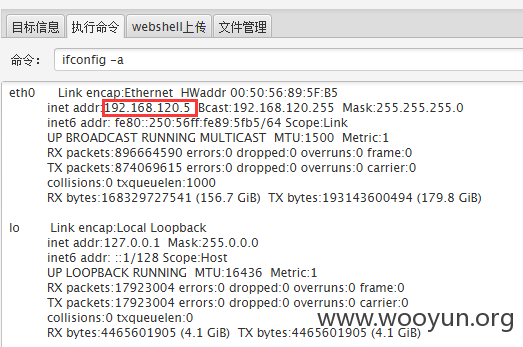 目标信息 执行命令 webshell上传 文件管理
命令： ifconfig -a
eth0 Link encap:Ethernet HWaddr 00:50:56:89:5F:B5
inet addr:192.168.120.5 Bcast:192.168.120.255 Mask:255.255.255.0
inet6 addr: fe80::250:56ff:fe89:5fb5/64 Scope:Link
UP BROADCAST RUNNING MULTICAST MTU:1500 Metric:1
RX packets:896664590 errors:0 dropped:0 overruns:0 frame:0
TX packets:874069615 errors:0 dropped:0 overruns:0 carrier:0
collisions:0 txqueuelen:1000
RX bytes:168329727541 (156.7 GiB) TX bytes:193143600494 (179.8 GiB)
lo Link encap:Local Loopback
inet addr:127.0.0.1 Mask:255.0.0.0
inet6 addr: ::1/128 Scope:Host
UP LOOPBACK RUNNING MTU:16436 Metric:1
RX packets:17923004 errors:0 dropped:0 overruns:0 frame:0
TX packets:17923004 errors:0 dropped:0 overruns:0 carrier:0
collisions:0 txqueuelen:0
RX bytes:4465601905 (4.1 GiB) TX bytes:4465601905 (4.1 GiB)
www.wooyun.org